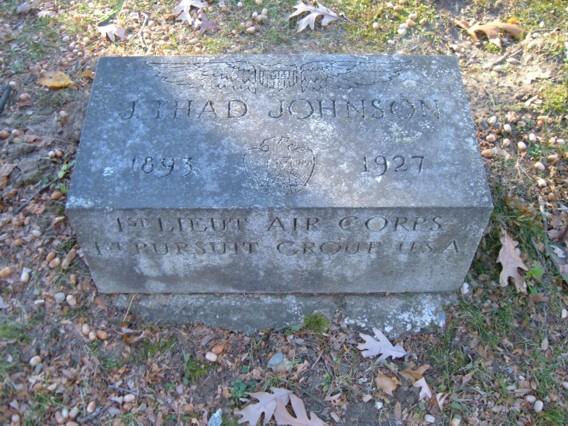 J THAD JOHNSON
1893 1927
1ST LIEUT AIR CORPS
1ST PURSUIT GROUP U.S.A